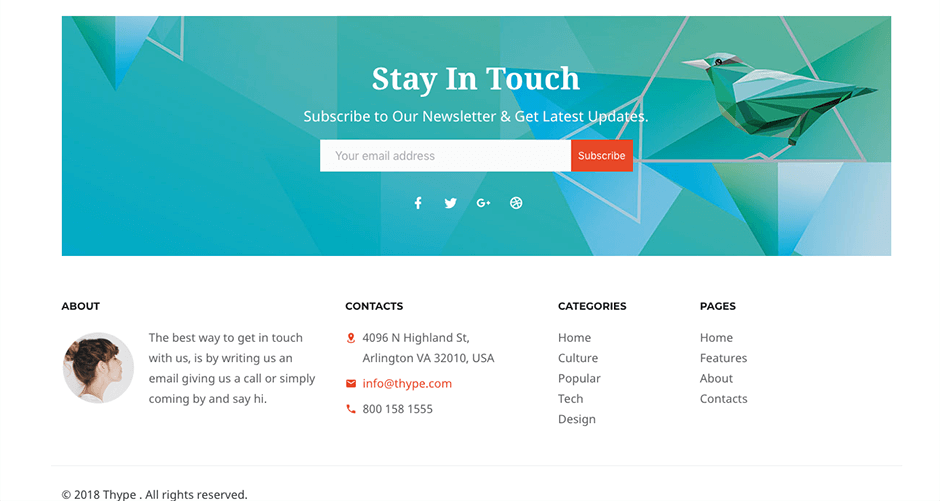 Stay In Touch
Subscribe to Our Newsletter & Get Latest Updates.
Your email address
Subscribe
ABOUT
The best way to get in touch
with us, is by writing us an
email giving us a call or simply
coming by and say hi.
CONTACTS
4096 N Highland St,
Arlington VA 32010, USA
info@thype.com
800 158 1555
CATEGORIES
Home
Culture
Popular
Tech
Design
PAGES
Home
Features
About
Contacts
© 2018 Thype . All rights reserved.